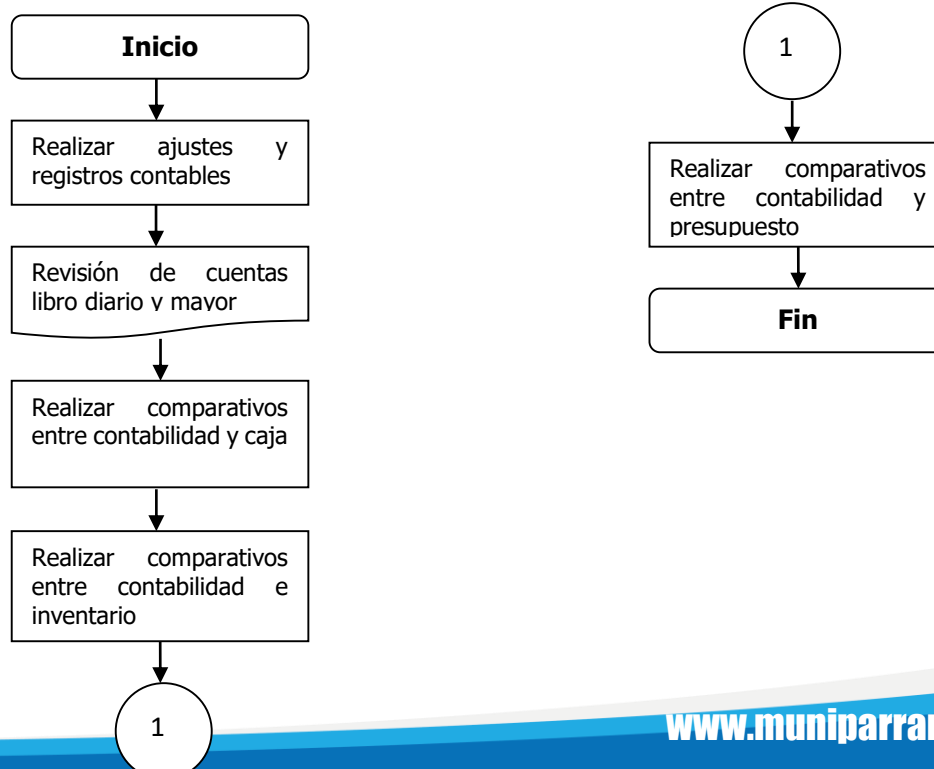 Inicio
Realizar ajustes y
registros contables
Revisión de cuentas
libro diario y mayor
Realizar comparativos
entre contabilidad y caja
Realizar comparativos
entre contabilidad e
inventario
1
1
Realizar comparativos
entre contabilidad y
presupuesto
Fin